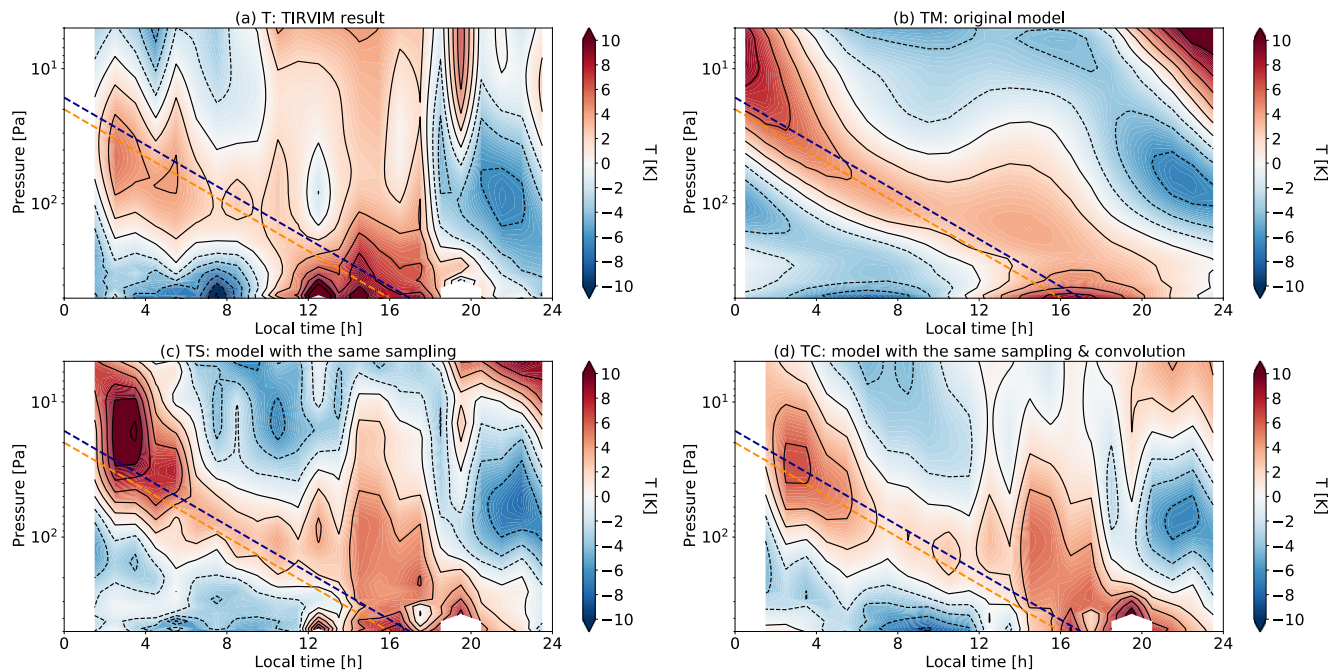 (a) T: TIRVIM result
(b) TM: original model
Pressure [Pa]
10¹
10²
0 4 8 12 16 20 24
Local time [h]
10
8
6
4
2
0
−2
−4
−6
−8
−10
T [K]
Pressure [Pa]
10¹
10²
0 4 8 12 16 20 24
Local time [h]
10
8
6
4
2
0
−2
−4
−6
−8
−10
T [K]
(c) TS: model with the same sampling
(d) TC: model with the same sampling & convolution
Pressure [Pa]
10¹
10²
0 4 8 12 16 20 24
Local time [h]
10
8
6
4
2
0
−2
−4
−6
−8
−10
T [K]
Pressure [Pa]
10¹
10²
0 4 8 12 16 20 24
Local time [h]
10
8
6
4
2
0
−2
−4
−6
−8
−10
T [K]